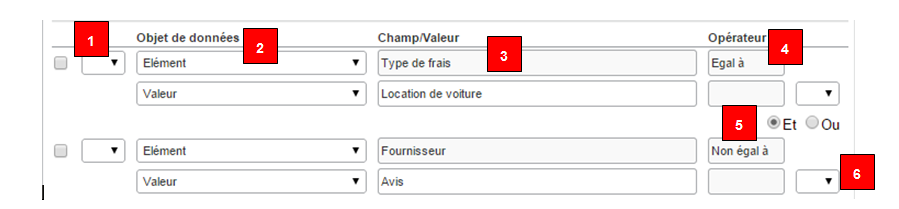 1 Objet de données 2 Champ/Valeur 3 Opérateur 4
Elément Type de frais Egal à
Valeur Location de voiture
5 Et Ou
Elément Fournisseur Non égal à
Valeur Avis 6